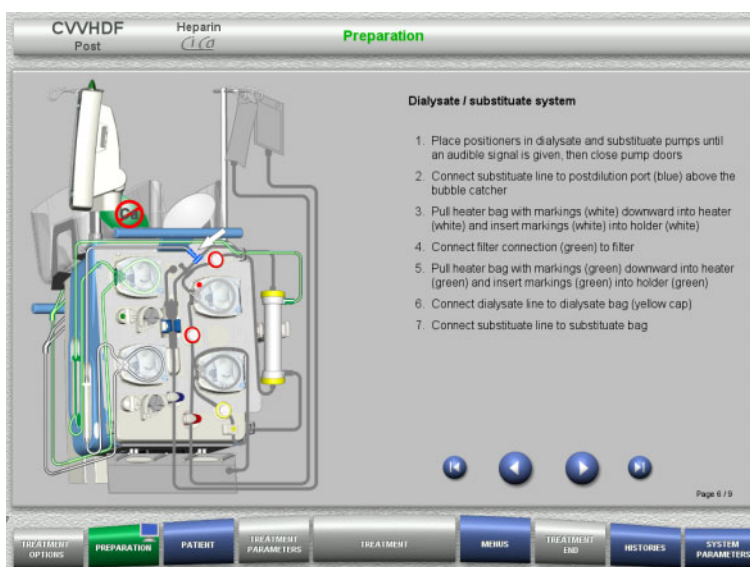 CVVHDF
Post
Heparin
CiCa
Preparation
Dialysate / substituate system
1. Place positioners in dialysate and substituate pumps until
an audible signal is given, then close pump doors
2. Connect substituate line to postdilution port (blue) above the
bubble catcher
3. Pull heater bag with markings (white) downward into heater
(white) and insert markings (white) into holder (white)
4. Connect filter connection (green) to filter
5. Pull heater bag with markings (green) downward into heater
(green) and insert markings (green) into holder (green)
6. Connect dialysate line to dialysate bag (yellow cap)
7. Connect substituate line to substituate bag
Ca
Page 6 / 9
TREATMENT
OPTIONS
PREPARATION
PATIENT
TREATMENT
PARAMETERS
TREATMENT
MENUS
TREATMENT
END
HISTORIES
SYSTEM
PARAMETERS